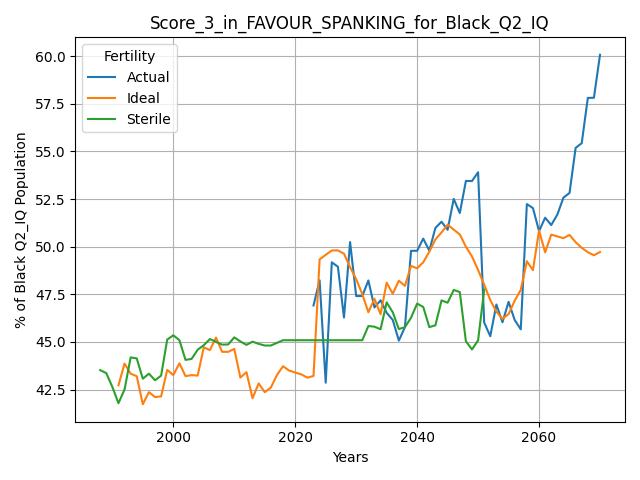 Score_3_in_FAVOUR_SPANKING_for_Black_Q2_IQ
Fertility
Actual
Ideal
Sterile
% of Black Q2_IQ Population
60.0
57.5
55.0
52.5
50.0
47.5
45.0
42.5
2000 2020 2040 2060
Years